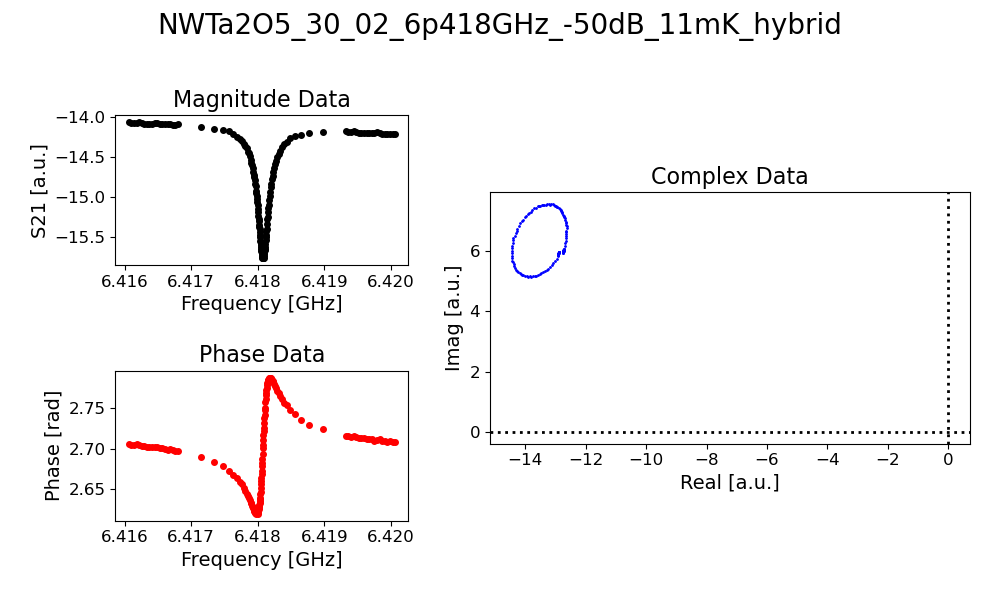 NWTa2O5_30_02_6p418GHz_-50dB_11mK_hybrid
Magnitude Data
S21 [a.u.]
−14.0
−14.5
−15.0
−15.5
6.416 6.417 6.418 6.419 6.420
Frequency [GHz]
Phase Data
Phase [rad]
2.75
2.70
2.65
6.416 6.417 6.418 6.419 6.420
Frequency [GHz]
Complex Data
Imag [a.u.]
6
4
2
0
−14 −12 −10 −8 −6 −4 −2 0
Real [a.u.]